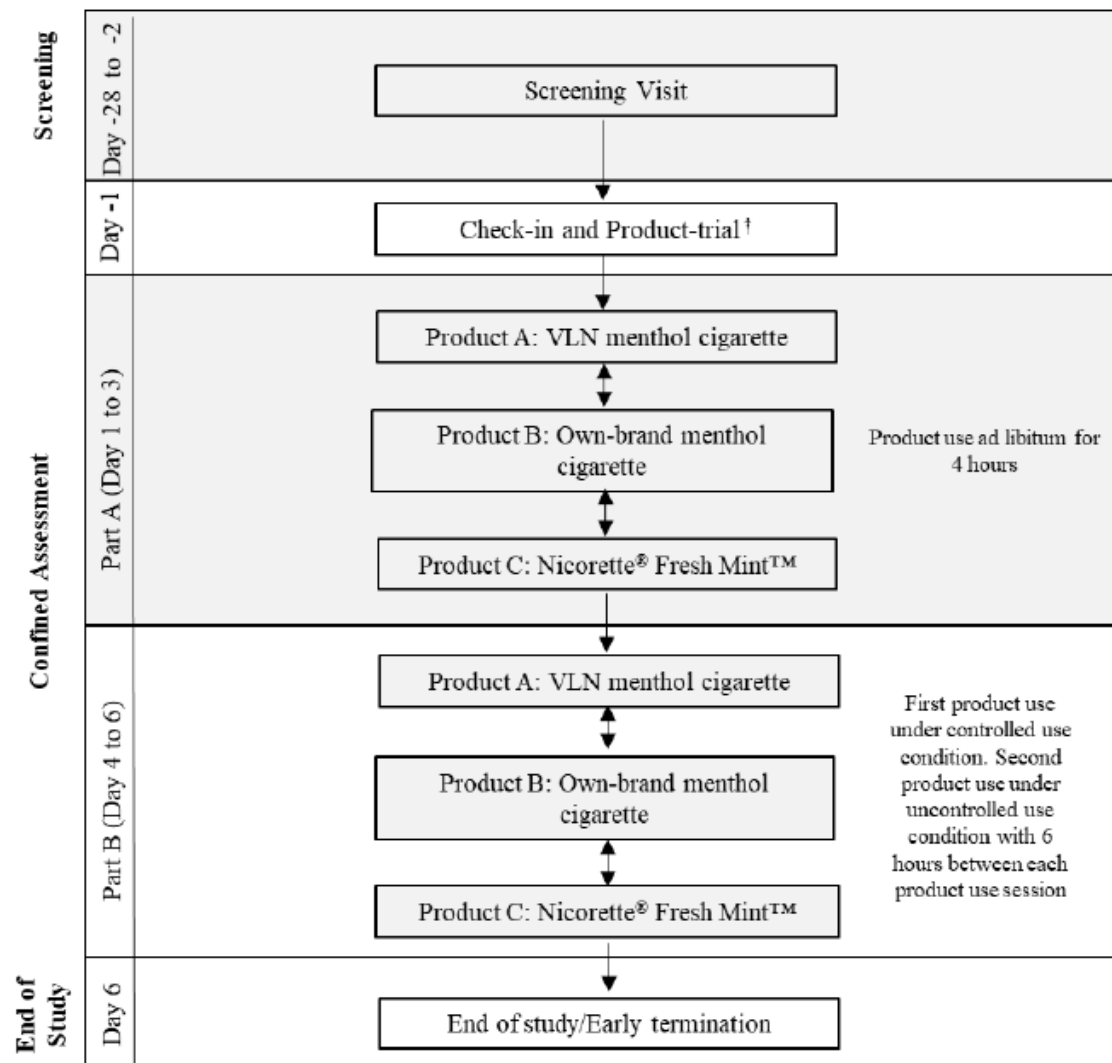 Screening
Day -28 to -2
Screening Visit
Day -1
Check-in and Product-trial †
Confined Assessment
Part A (Day 1 to 3)
Product A: VLN menthol cigarette
Product B: Own-brand menthol
cigarette
Product C: Nicorette® Fresh Mint™
Product use ad libitum for
4 hours
Part B (Day 4 to 6)
Product A: VLN menthol cigarette
Product B: Own-brand menthol
cigarette
Product C: Nicorette® Fresh Mint™
First product use
under controlled use
condition. Second
product use under
uncontrolled use
condition with 6
hours between each
product use session
End of
Study
Day 6
End of study/Early termination